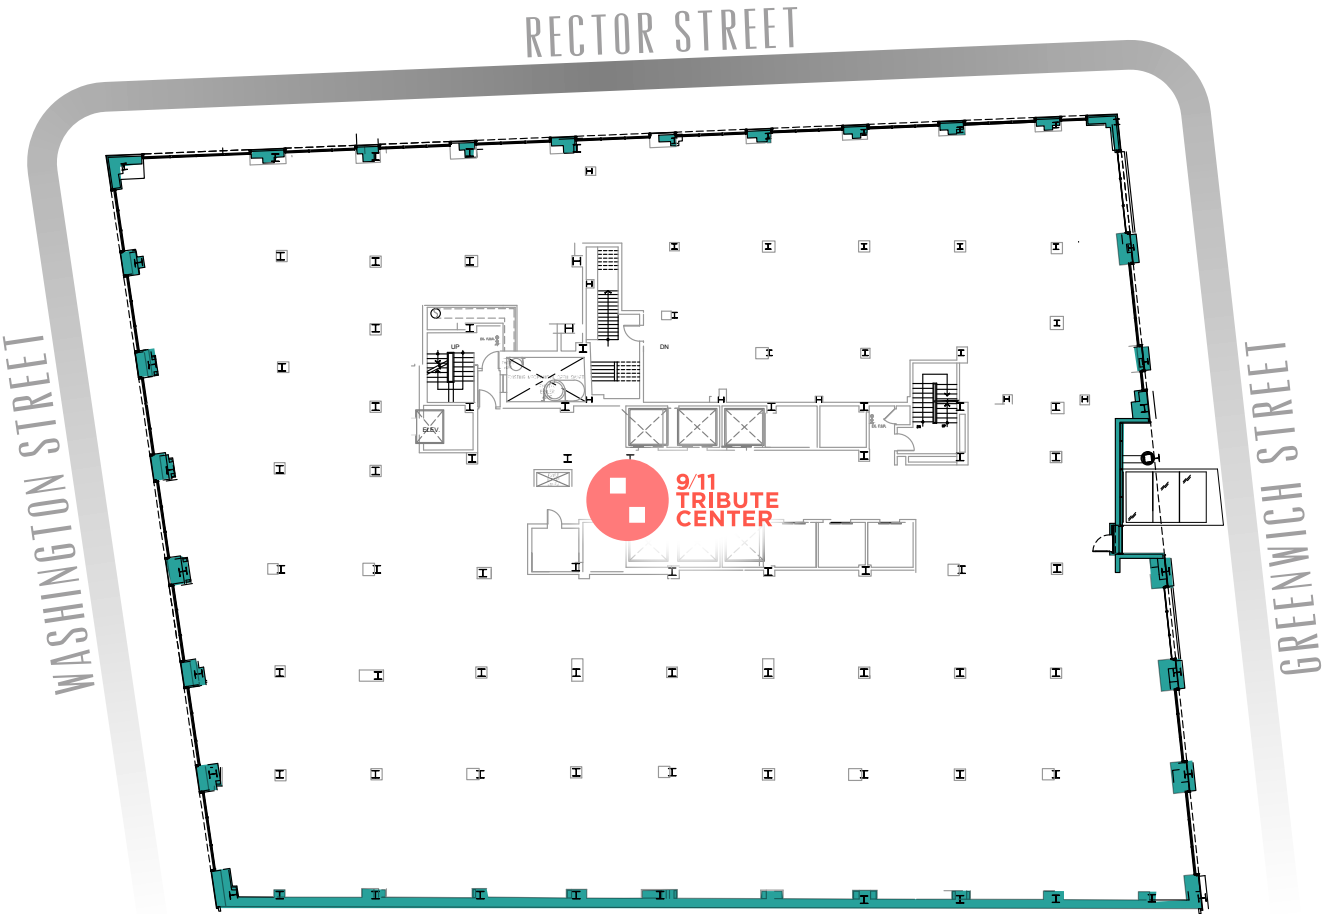 RECTOR STREET
WASHINGTON STREET
GREENWICH STREET
UP
DN
ELEV.
9/11
TRIBUTE
CENTER